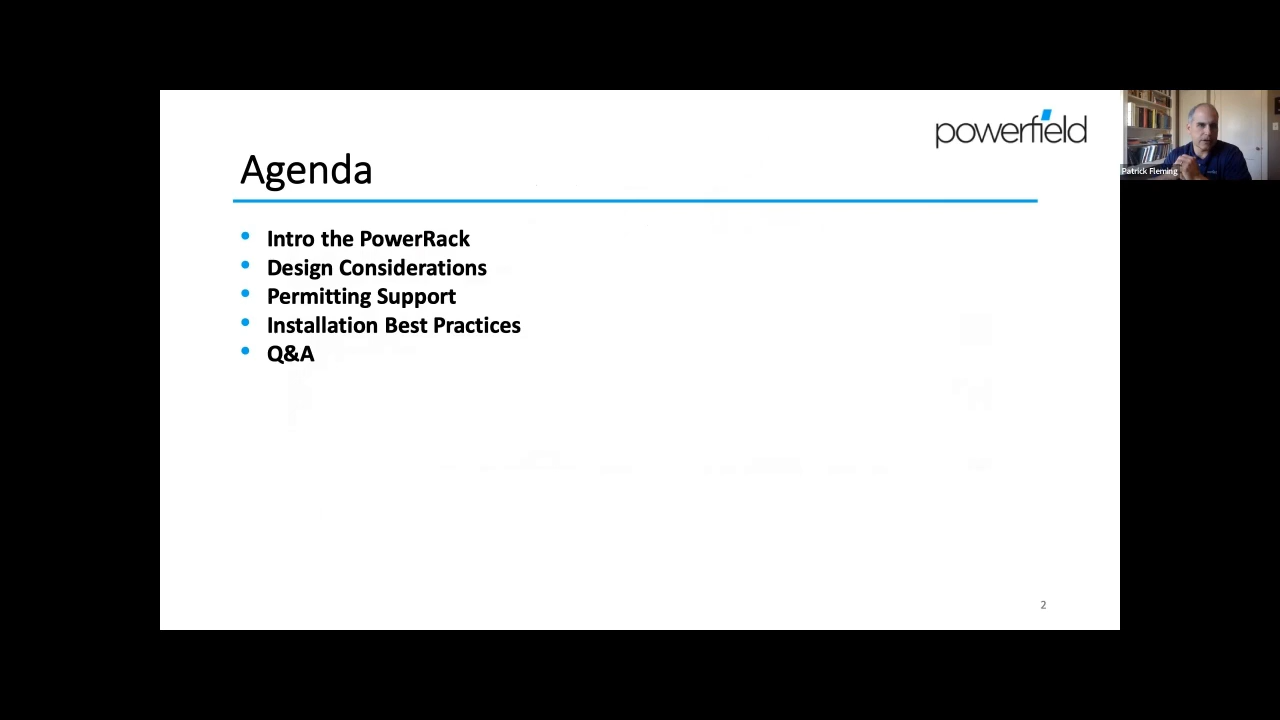 powerfield
Agenda
Patrick Fleming
• Intro the PowerRack
• Design Considerations
• Permitting Support
• Installation Best Practices
• Q&A
2